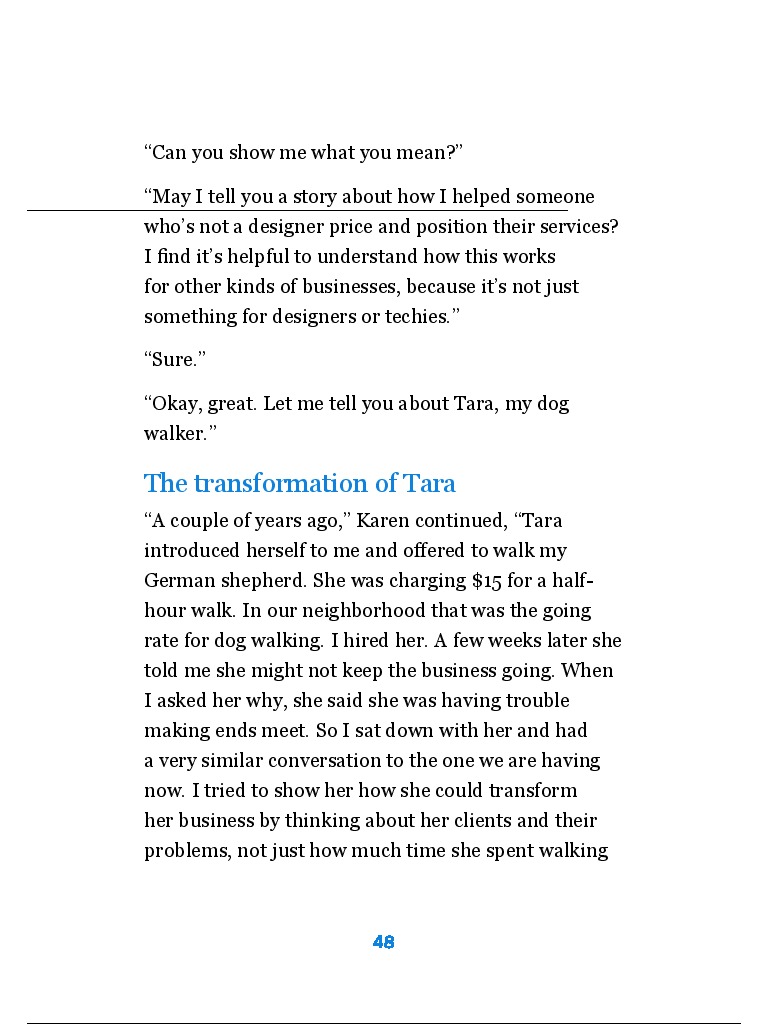 “Can you show me what you mean?”
“May I tell you a story about how I helped someone
who’s not a designer price and position their services?
I find it’s helpful to understand how this works
for other kinds of businesses, because it’s not just
something for designers or techies.”
“Sure.”
“Okay, great. Let me tell you about Tara, my dog
walker.”
The transformation of Tara
“A couple of years ago,” Karen continued, “Tara
introduced herself to me and offered to walk my
German shepherd. She was charging $15 for a half-
hour walk. In our neighborhood that was the going
rate for dog walking. I hired her. A few weeks later she
told me she might not keep the business going. When
I asked her why, she said she was having trouble
making ends meet. So I sat down with her and had
a very similar conversation to the one we are having
now. I tried to show her how she could transform
her business by thinking about her clients and their
problems, not just how much time she spent walking
48